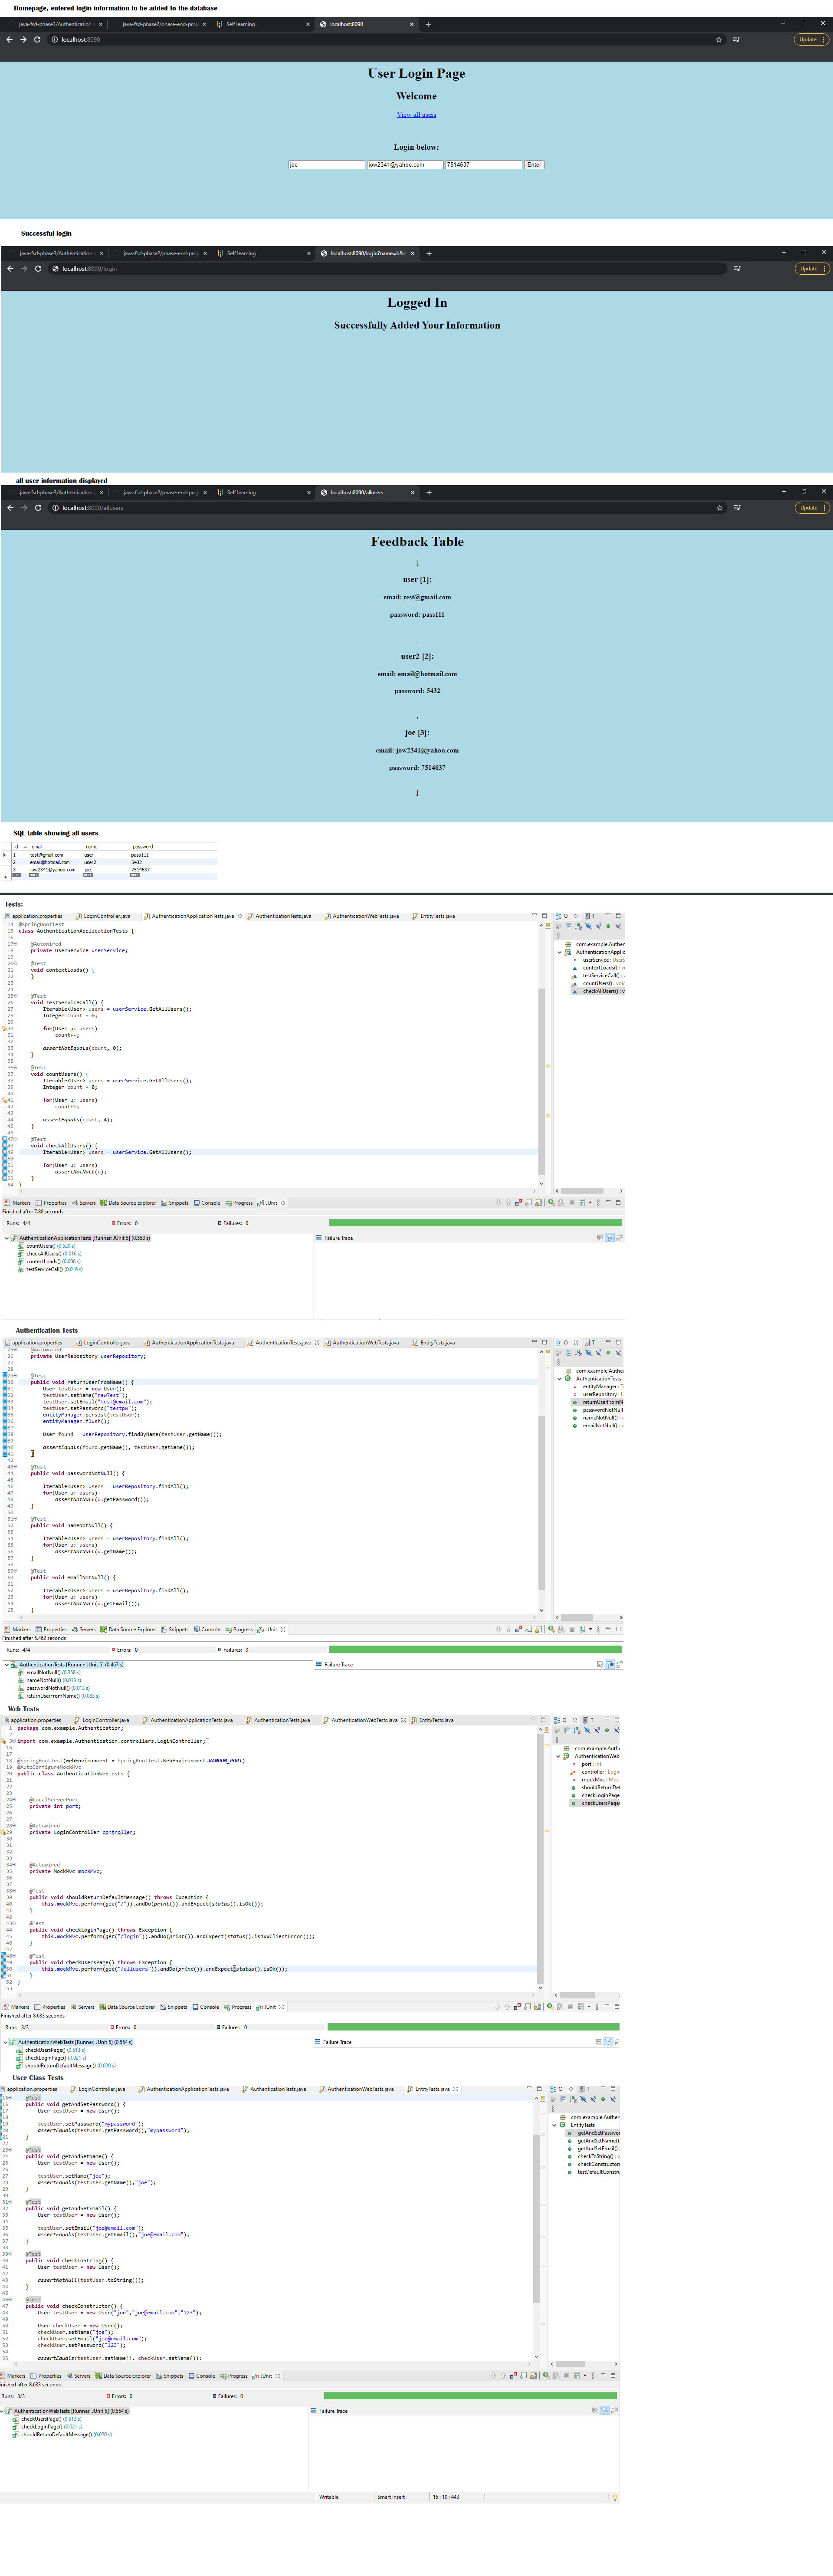 Homepage, entered login information to be added to the database
java-fsd-phase3/Authentication
java-fsd-phase2/phase-end-proj
Self learning
localhost:8090
localhost:8090
Update
User Login Page
Welcome
View all users
Login below:
joe
jow2341@yahoo.com
7514637
Enter
Successful login
java-fsd-phase3/Authentication
java-fsd-phase2/phase-end-proj
Self learning
localhost:8090/login?name=b&
localhost:8090/login
Update
Logged In
Successfully Added Your Information
all user information displayed
java-fsd-phase3/Authentication
java-fsd-phase2/phase-end-proj
Self learning
localhost:8090/allusers
localhost:8090/allusers
Update
Feedback Table
[
user [1]:
email: test@gmail.com
password: pass111
,
user2 [2]:
email: email@hotmail.com
password: 5432
,
joe [3]:
email: jow2341@yahoo.com
password: 7514637
]
SQL table showing all users
id email name password
1 test@gmail.com user pass111
2 email@hotmail.com user2 5432
3 jow2341@yahoo.com joe 7514637
NULL NULL NULL NULL
Tests:
application.properties LoginController.java AuthenticationApplicationTests.java AuthenticationTests.java AuthenticationWebTests.java EntityTests.java
14 @SpringBootTest
15 class AuthenticationApplicationTests {
16
17 @Autowired
18 private UserService userService;
19
20 @Test
21 void contextLoads() {
22 }
23
24
25 @Test
26 void testServiceCall() {
27 Iterable<User> users = userService.GetAllUsers();
28 Integer count = 0;
29
30 for(User u: users)
31 count++;
32
33 assertNotEquals(count, 0);
34 }
35
36 @Test
37 void countUsers() {
38 Iterable<User> users = userService.GetAllUsers();
39 Integer count = 0;
40
41 for(User u: users)
42 count++;
43
44 assertEquals(count, 4);
45 }
46
47 @Test
48 void checkAllUsers() {
49 Iterable<User> users = userService.GetAllUsers();
50
51 for(User u: users)
52 assertNotNull(u);
53 }
54 }
com.example.Auther
AuthenticationApplic
userService : UserS
contextLoads() : vo
testServiceCall() : v
countUsers() : void
checkAllUsers() : v
Markers Properties Servers Data Source Explorer Snippets Console Progress JUnit
Finished after 7.88 seconds
Runs: 4/4 Errors: 0 Failures: 0
AuthenticationApplicationTests [Runner: JUnit 5] (0.558 s)
Failure Trace
countUsers() (0.520 s)
checkAllUsers() (0.016 s)
contextLoads() (0.006 s)
testServiceCall() (0.016 s)
Authentication Tests
application.properties LoginController.java AuthenticationApplicationTests.java AuthenticationTests.java AuthenticationWebTests.java EntityTests.java
25 @Autowired
26 private UserRepository userRepository;
27
28
29 @Test
30 public void returnUserFromName() {
31 User testUser = new User();
32 testUser.setName("newTest");
33 testUser.setEmail("test@email.com");
34 testUser.setPassword("testpw");
35 entityManager.persist(testUser);
36 entityManager.flush();
37
38 User found = userRepository.findByName(testUser.getName());
39
40 assertEquals(found.getName(), testUser.getName());
41 }
42
43 @Test
44 public void passwordNotNull() {
45
46 Iterable<User> users = userRepository.findAll();
47 for(User u: users)
48 assertNotNull(u.getPassword());
49 }
50
51 @Test
52 public void nameNotNull() {
53
54 Iterable<User> users = userRepository.findAll();
55 for(User u: users)
56 assertNotNull(u.getName());
57 }
58
59 @Test
60 public void emailNotNull() {
61
62 Iterable<User> users = userRepository.findAll();
63 for(User u: users)
64 assertNotNull(u.getEmail());
65 }
com.example.Auther
AuthenticationTests
entityManager : T
userRepository : U
returnUserFromN
passwordNotNull
nameNotNull() : v
emailNotNull() : v
Markers Properties Servers Data Source Explorer Snippets Console Progress JUnit
Finished after 5.462 seconds
Runs: 4/4 Errors: 0 Failures: 0
AuthenticationTests [Runner: JUnit 5] (0.467 s)
Failure Trace
emailNotNull() (0.358 s)
nameNotNull() (0.013 s)
passwordNotNull() (0.013 s)
returnUserFromName() (0.083 s)
Web Tests
application.properties LoginController.java AuthenticationApplicationTests.java AuthenticationTests.java AuthenticationWebTests.java EntityTests.java
1 package com.example.Authentication;
2
3 import com.example.Authentication.controllers.LoginController;
16
17
18 @SpringBootTest(webEnvironment = SpringBootTest.WebEnvironment.RANDOM_PORT)
19 @AutoConfigureMockMvc
20 public class AuthenticationWebTests {
21
22
23
24 @LocalServerPort
25 private int port;
26
27
28 @Autowired
29 private LoginController controller;
30
31
32
33
34 @Autowired
35 private MockMvc mockMvc;
36
37
38 @Test
39 public void shouldReturnDefaultMessage() throws Exception {
40 this.mockMvc.perform(get("/")).andDo(print()).andExpect(status().isOk());
41 }
42
43 @Test
44 public void checkLoginPage() throws Exception {
45 this.mockMvc.perform(get("/login")).andDo(print()).andExpect(status().is4xxClientError());
46 }
47
48 @Test
49 public void checkUsersPage() throws Exception {
50 this.mockMvc.perform(get("/allusers")).andDo(print()).andExpect(status().isOk());
51 }
52 }
53
com.example.Auth
AuthenticationWeb
port : int
controller : Login
mockMvc : Moc
shouldReturnDef
checkLoginPage
checkUsersPage
Markers Properties Servers Data Source Explorer Snippets Console Progress JUnit
Finished after 8.633 seconds
Runs: 3/3 Errors: 0 Failures: 0
AuthenticationWebTests [Runner: JUnit 5] (0.554 s)
Failure Trace
checkUsersPage() (0.513 s)
checkLoginPage() (0.021 s)
shouldReturnDefaultMessage() (0.020 s)
User Class Tests
application.properties LoginController.java AuthenticationApplicationTests.java AuthenticationTests.java AuthenticationWebTests.java EntityTests.java
15 @Test
16 public void getAndSetPassword() {
17 User testUser = new User();
18
19 testUser.setPassword("mypassword");
20 assertEquals(testUser.getPassword(),"mypassword");
21 }
22
23 @Test
24 public void getAndSetName() {
25 User testUser = new User();
26
27 testUser.setName("joe");
28 assertEquals(testUser.getName(),"joe");
29 }
30
31 @Test
32 public void getAndSetEmail() {
33 User testUser = new User();
34
35 testUser.setEmail("joe@email.com");
36 assertEquals(testUser.getEmail(),"joe@email.com");
37 }
38
39 @Test
40 public void checkToString() {
41 User testUser = new User();
42
43 assertNotNull(testUser.toString());
44 }
45
46 @Test
47 public void checkConstructor() {
48 User testUser = new User("joe","joe@email.com","123");
49
50 User checkUser = new User();
51 checkUser.setName("joe");
52 checkUser.setEmail("joe@email.com");
53 checkUser.setPassword("123");
54
55 assertEquals(testUser.getName(), checkUser.getName());
com.example.Auther
EntityTests
getAndSetPasswo
getAndSetName()
getAndSetEmail()
checkToString() :
checkConstructor
testDefaultConstr
Markers Properties Servers Data Source Explorer Snippets Console Progress JUnit
inished after 8.633 seconds
Runs: 3/3 Errors: 0 Failures: 0
AuthenticationWebTests [Runner: JUnit 5] (0.554 s)
Failure Trace
checkUsersPage() (0.513 s)
checkLoginPage() (0.021 s)
shouldReturnDefaultMessage() (0.020 s)
Writable Smart Insert 15 : 10 : 443